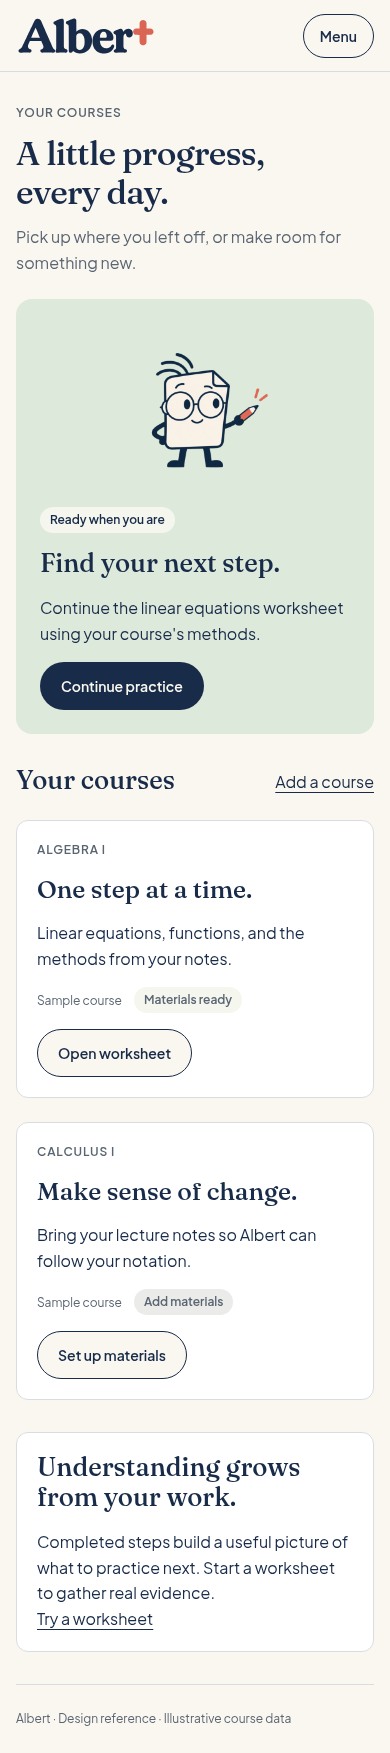 Alber+
Menu
YOUR COURSES
A little progress,
every day.
Pick up where you left off, or make room for
something new.
Ready when you are
Find your next step.
Continue the linear equations worksheet
using your course's methods.
Continue practice
Your courses
Add a course
ALGEBRA I
One step at a time.
Linear equations, functions, and the
methods from your notes.
Sample course
Materials ready
Open worksheet
CALCULUS I
Make sense of change.
Bring your lecture notes so Albert can
follow your notation.
Sample course
Add materials
Set up materials
Understanding grows
from your work.
Completed steps build a useful picture of
what to practice next. Start a worksheet
to gather real evidence.
Try a worksheet
Albert · Design reference · Illustrative course data